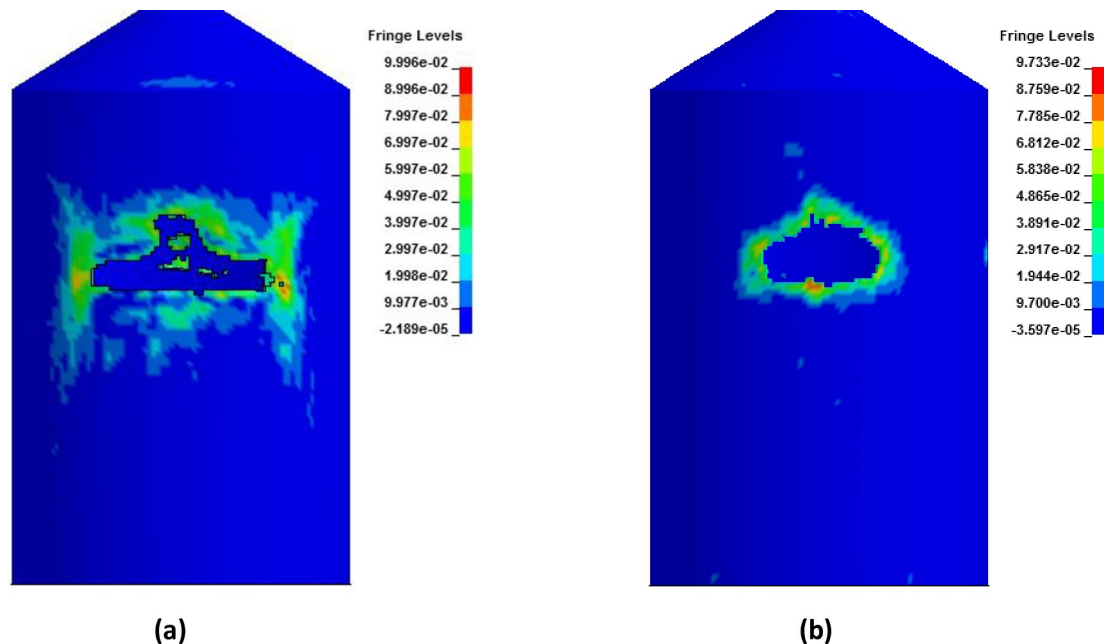 Fringe Levels
9.996e-02
8.996e-02
7.997e-02
6.997e-02
5.997e-02
4.997e-02
3.997e-02
2.997e-02
1.998e-02
9.977e-03
-2.189e-05
Fringe Levels
9.733e-02
8.759e-02
7.785e-02
6.812e-02
5.838e-02
4.865e-02
3.891e-02
2.917e-02
1.944e-02
9.700e-03
-3.597e-05
(a)
(b)